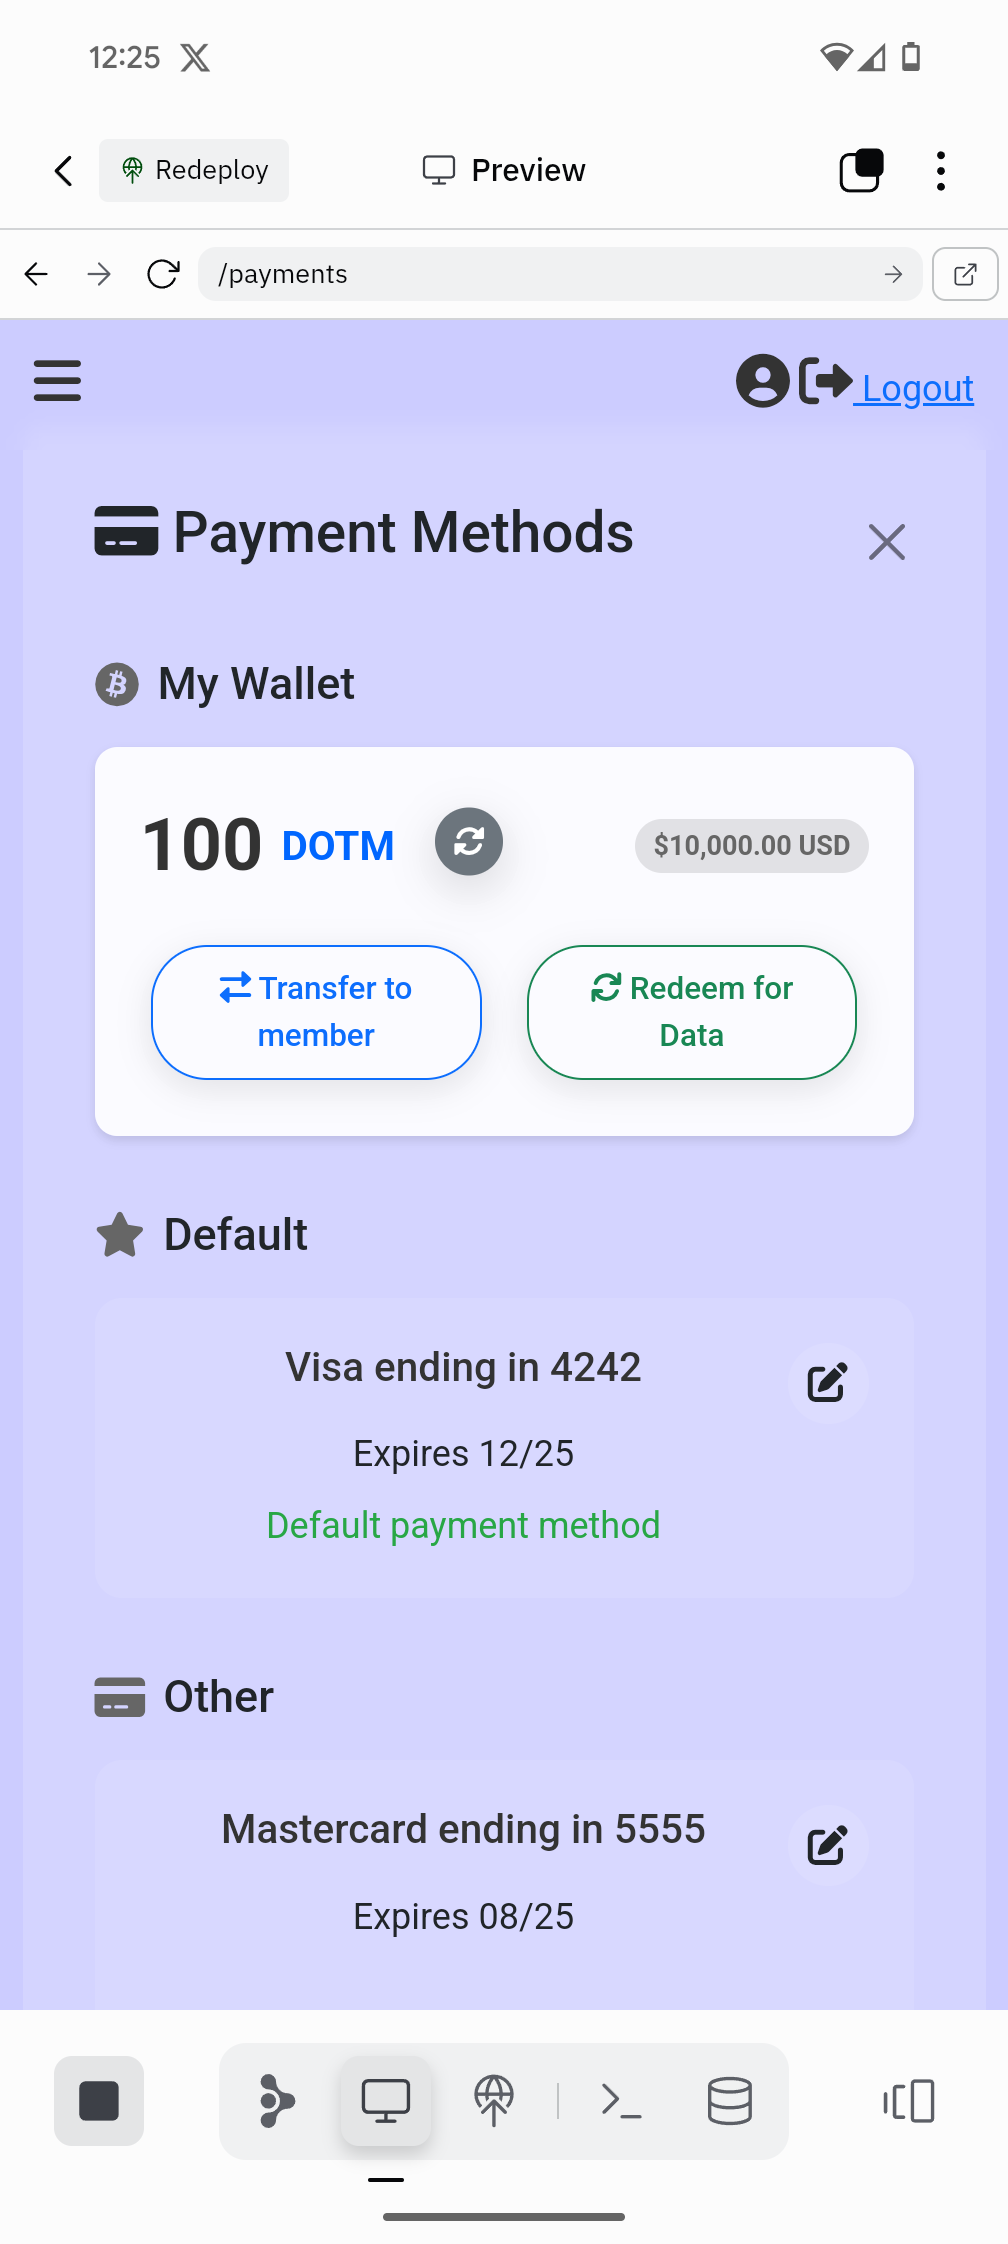 12:25
Redeploy
Preview
/payments
Logout
Payment Methods
My Wallet
100 DOTM
$10,000.00 USD
Transfer to
member
Redeem for
Data
Default
Visa ending in 4242
Expires 12/25
Default payment method
Other
Mastercard ending in 5555
Expires 08/25